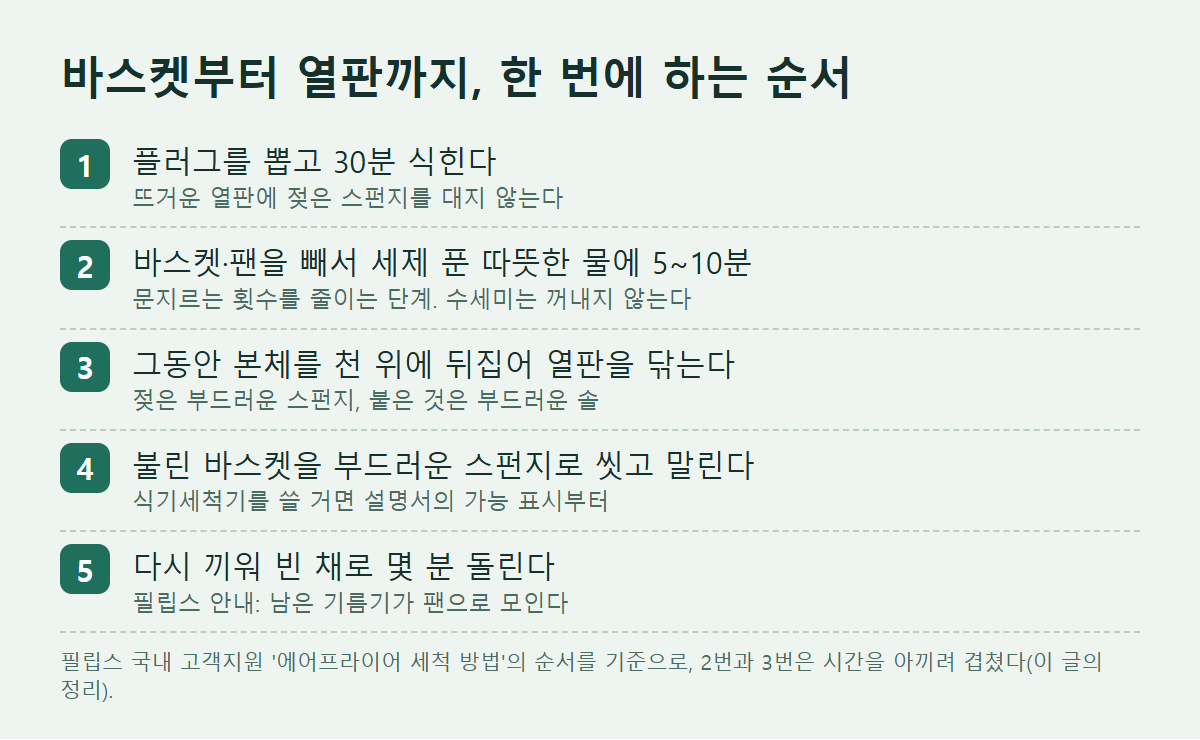 바스켓부터 열판까지, 한 번에 하는 순서
1
플러그를 뽑고 30분 식힌다
뜨거운 열판에 젖은 스펀지를 대지 않는다
2
바스켓·팬을 빼서 세제 푼 따뜻한 물에 5~10분
문지르는 횟수를 줄이는 단계. 수세미는 꺼내지 않는다
3
그동안 본체를 천 위에 뒤집어 열판을 닦는다
젖은 부드러운 스펀지, 붙은 것은 부드러운 솔
4
불린 바스켓을 부드러운 스펀지로 씻고 말린다
식기세척기를 쓸 거면 설명서의 가능 표시부터
5
다시 끼워 빈 채로 몇 분 돌린다
필립스 안내: 남은 기름기가 팬으로 모인다
필립스 국내 고객지원 '에어프라이어 세척 방법'의 순서를 기준으로, 2번과 3번은 시간을 아끼려 겹쳤다(이 글의
정리).